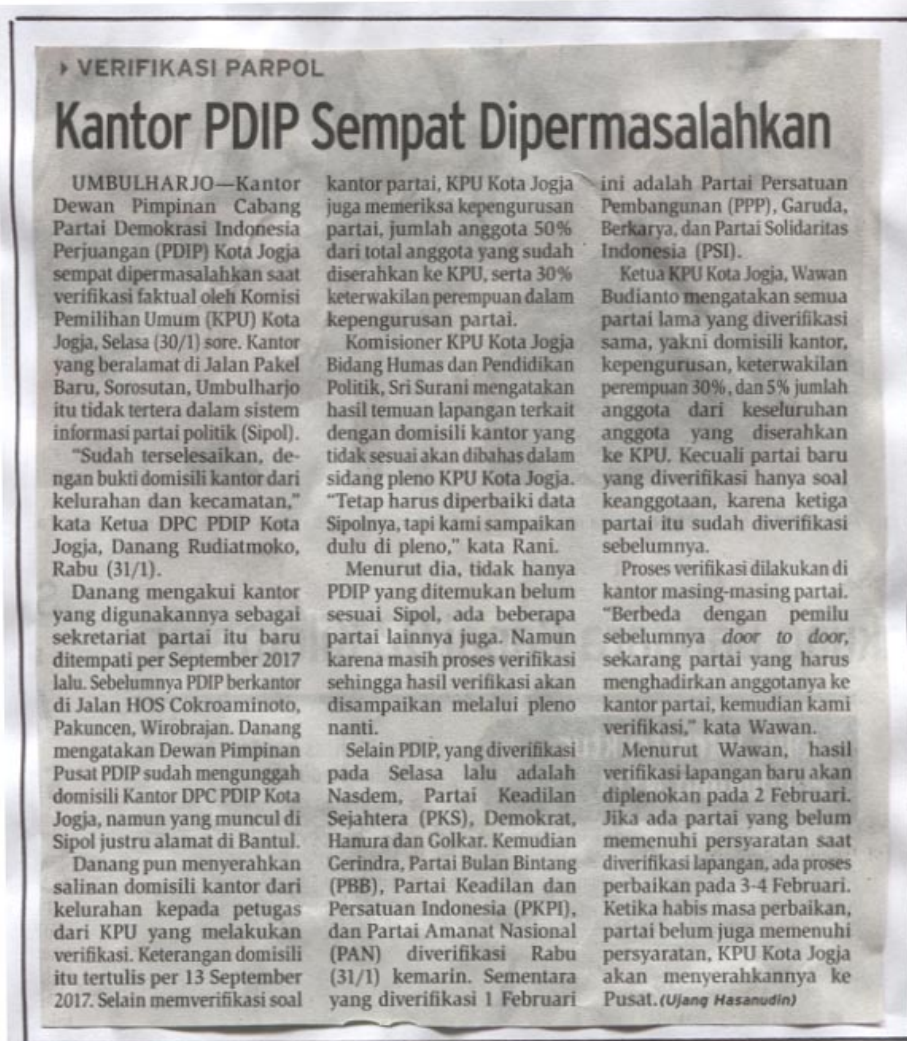 VERIFIKASI PARPOL
Kantor PDIP Sempat Dipermasalahkan
UMBULHARJO—Kantor
Dewan Pimpinan Cabang
Partai Demokrasi Indonesia
Perjuangan (PDIP) Kota Jogja
sempat dipermasalahkan saat
verifikasi faktual oleh Komisi
Pemilihan Umum (KPU) Kota
Jogja, Selasa (30/1) sore. Kantor
yang beralamat di Jalan Pakel
Baru, Sorosutan, Umbulharjo
itu tidak tertera dalam sistem
informasi partai politik (Sipol).
"Sudah terselesaikan, de-
ngan bukti domisili kantor dari
kelurahan dan kecamatan,"
kata Ketua DPC PDIP Kota
Jogja, Danang Rudiatmoko,
Rabu (31/1).
Danang mengakui kantor
yang digunakannya sebagai
sekretariat partai itu baru
ditempati per September 2017
lalu. Sebelumnya PDIP berkantor
di Jalan HOS Cokroaminoto,
Pakuncen, Wirobrajan. Danang
mengatakan Dewan Pimpinan
Pusat PDIP sudah mengunggah
domisili Kantor DPC PDIP Kota
Jogja, namun yang muncul di
Sipol justru alamat di Bantul.
Danang pun menyerahkan
salinan domisili kantor dari
kelurahan kepada petugas
dari KPU yang melakukan
verifikasi. Keterangan domisili
itu tertulis per 13 September
2017. Selain memverifikasi soal
kantor partai, KPU Kota Jogja
juga memeriksa kepengurusan
partai, jumlah anggota 50%
dari total anggota yang sudah
diserahkan ke KPU, serta 30%
keterwakilan perempuan dalam
kepengurusan partai.
Komisioner KPU Kota Jogja
Bidang Humas dan Pendidikan
Politik, Sri Surani mengatakan
hasil temuan lapangan terkait
dengan domisili kantor yang
tidak sesuai akan dibahas dalam
sidang pleno KPU Kota Jogja.
"Tetap harus diperbaiki data
Sipolnya, tapi kami sampaikan
dulu di pleno," kata Rani.
Menurut dia, tidak hanya
PDIP yang ditemukan belum
sesuai Sipol, ada beberapa
partai lainnya juga. Namun
karena masih proses verifikasi
sehingga hasil verifikasi akan
disampaikan melalui pleno
nanti.
Selain PDIP, yang diverifikasi
pada Selasa lalu adalah
Nasdem, Partai Keadilan
Sejahtera (PKS), Demokrat,
Hanura dan Golkar. Kemudian
Gerindra, Partai Bulan Bintang
(PBB), Partai Keadilan dan
Persatuan Indonesia (PKPI),
dan Partai Amanat Nasional
(PAN) diverifikasi Rabu
(31/1) kemarin. Sementara
yang diverifikasi 1 Februari
ini adalah Partai Persatuan
Pembangunan (PPP), Garuda,
Berkarya, dan Partai Solidaritas
Indonesia (PSI).
Ketua KPU Kota Jogja, Wawan
Budianto mengatakan semua
partai lama yang diverifikasi
sama, yakni domisili kantor,
kepengurusan, keterwakilan
perempuan 30%, dan 5% jumlah
anggota dari keseluruhan
anggota yang diserahkan
ke KPU. Kecuali partai baru
yang diverifikasi hanya soal
keanggotaan, karena ketiga
partai itu sudah diverifikasi
sebelumnya.
Proses verifikasi dilakukan di
kantor masing-masing partai.
"Berbeda dengan pemilu
sebelumnya door to door,
sekarang partai yang harus
menghadirkan anggotanya ke
kantor partai, kemudian kami
verifikasi," kata Wawan.
Menurut Wawan, hasil
verifikasi lapangan baru akan
diplenokan pada 2 Februari.
Jika ada partai yang belum
memenuhi persyaratan saat
diverifikasi lapangan, ada proses
perbaikan pada 3-4 Februari.
Ketika habis masa perbaikan,
partai belum juga memenuhi
persyaratan, KPU Kota Jogja
akan menyerahkannya ke
Pusat. (Ujang Hasanudin)